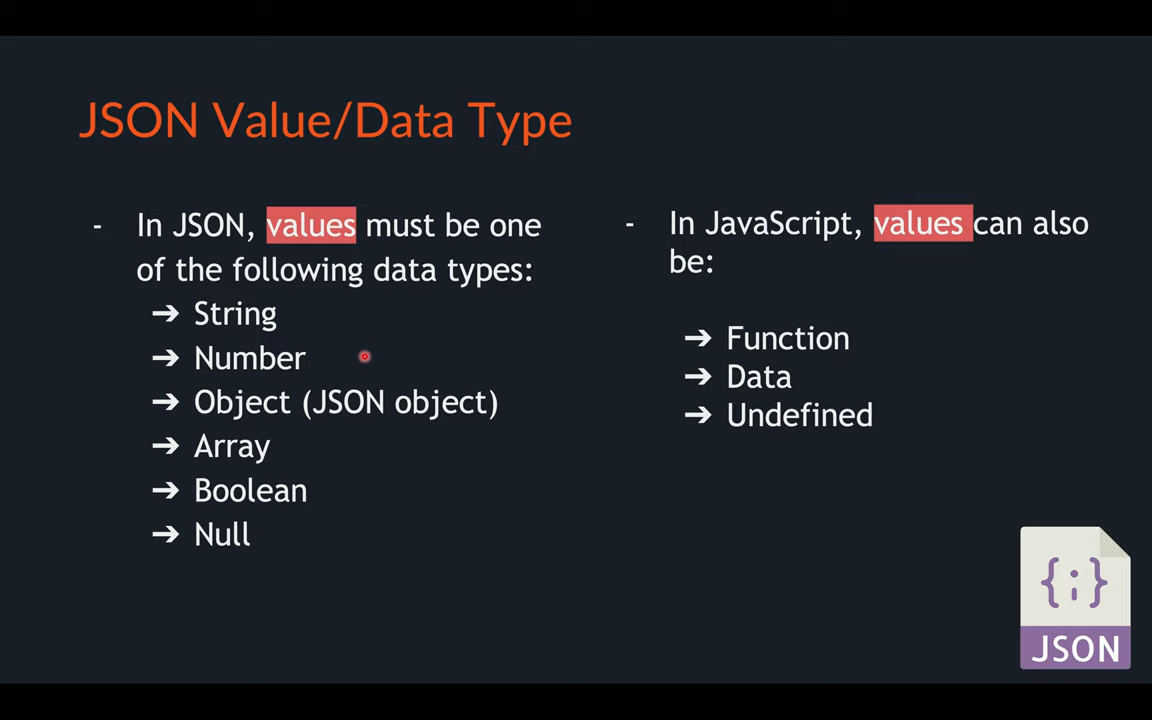 JSON Value/Data Type
- In JSON, values must be one
of the following data types:
➔ String
➔ Number
➔ Object (JSON object)
➔ Array
➔ Boolean
➔ Null
- In JavaScript, values can also
be:
➔ Function
➔ Data
➔ Undefined
{;}
JSON